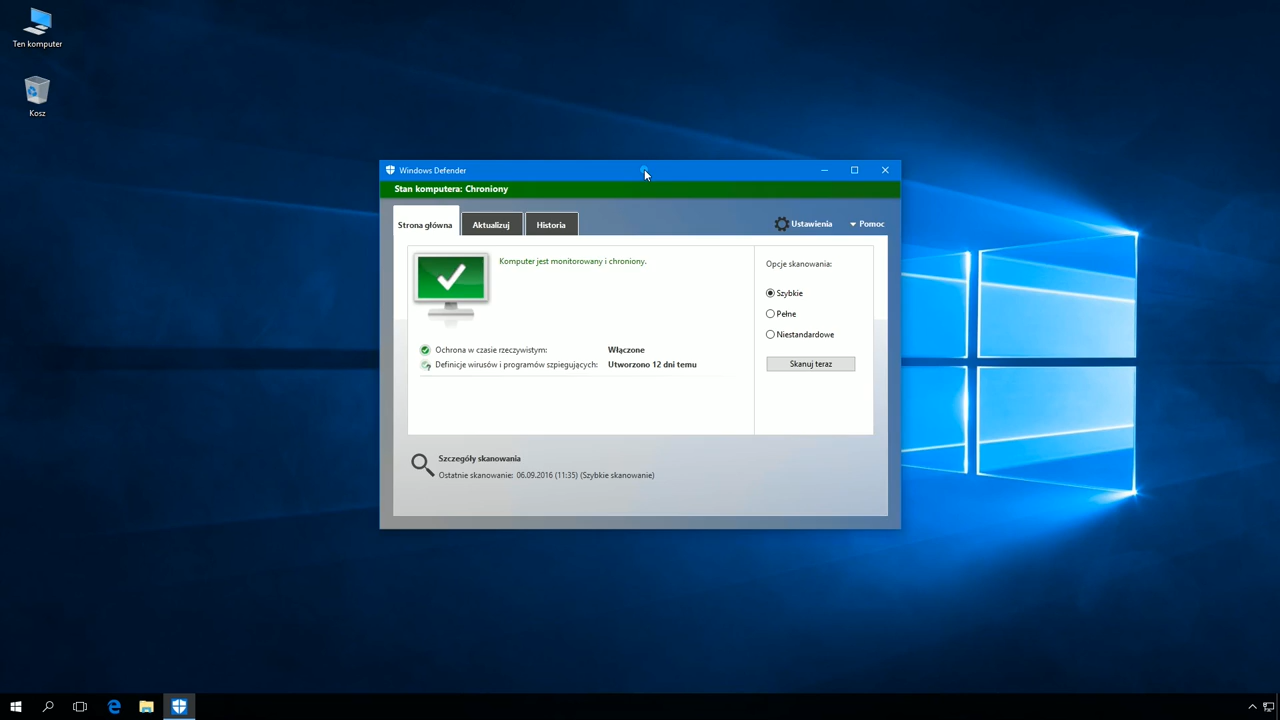 Ten komputer
Kosz
Windows Defender
Stan komputera: Chroniony
Strona główna
Aktualizuj
Historia
Ustawienia
Pomoc
Komputer jest monitorowany i chroniony.
Opcje skanowania:
Szybkie
Pełne
Niestandardowe
Skanuj teraz
Ochrona w czasie rzeczywistym: Włączone
Definicje wirusów i programów szpiegujących: Utworzono 12 dni temu
Szczegóły skanowania
Ostatnie skanowanie: 06.09.2016 (11:35) (Szybkie skanowanie)